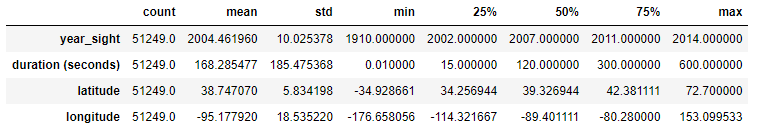 count mean std min 25% 50% 75% max
year_sight 51249.0 2004.461960 10.025378 1910.000000 2002.000000 2007.000000 2011.000000 2014.000000
duration (seconds) 51249.0 168.285477 185.475368 0.010000 15.000000 120.000000 300.000000 600.000000
latitude 51249.0 38.747070 5.834198 -34.928661 34.256944 39.326944 42.381111 72.700000
longitude 51249.0 -95.177920 18.535220 -176.658056 -114.321667 -89.401111 -80.280000 153.099533